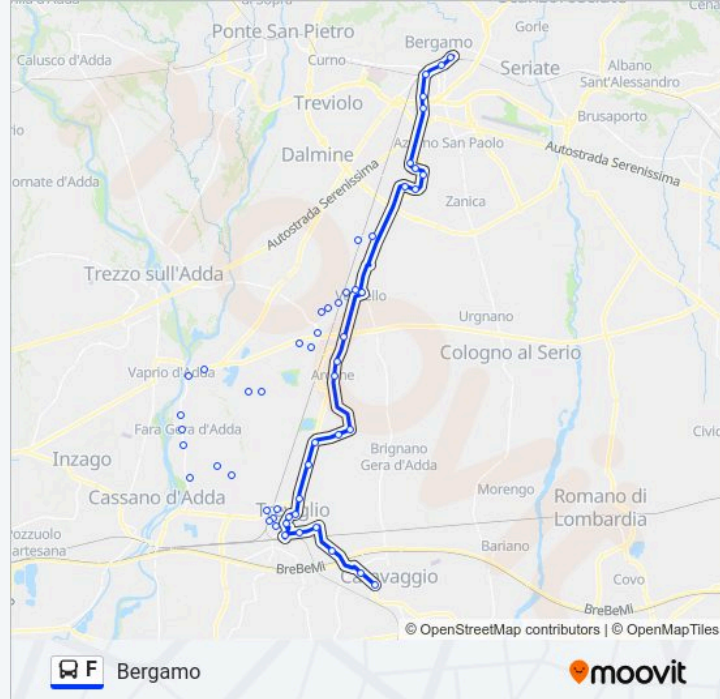 Ponte San Pietro
Bergamo
Gorle
Calusco d'Adda
Curno
Seriate
Albano
Sant'Alessandro
Treviolo
Brusaporto
Dalmine
Azzano San Paolo
Autostrada Serenissima
Autostrada Serenissima
Zanica
Trezzo sull'Adda
Urgnano
Cologno al Serio
Vaprio d'Adda
Fara Gera d'Adda
Inzago
Brignano
Gera d'Adda
Cassano d'Adda
Morengo
Romano di
Lombardia
Bariano
BreBeMi
Caravaggio
Covo
BreBeMi
© OpenStreetMap contributors | © OpenMapTiles
F Bergamo
moovit